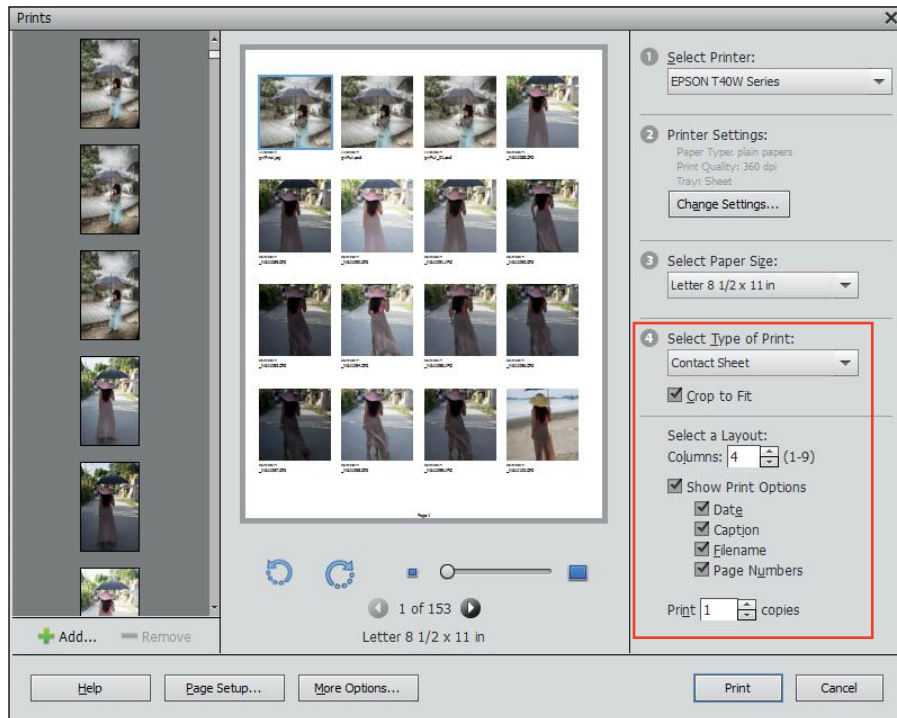 Prints
1 Select Printer:
EPSON T40W Series
2 Printer Settings:
Paper Type: plain papers
Print Quality: 360 dpi
Tray: Sheet
Change Settings...
3 Select Paper Size:
Letter 8 1/2 x 11 in
4 Select Type of Print:
Contact Sheet
Crop to Fit
Select a Layout:
Columns: 4 (1-9)
Show Print Options
Date
Caption
Filename
Page Numbers
Print 1 copies
Page 1
1 of 153
Letter 8 1/2 x 11 in
Add... Remove
Help Page Setup... More Options... Print Cancel